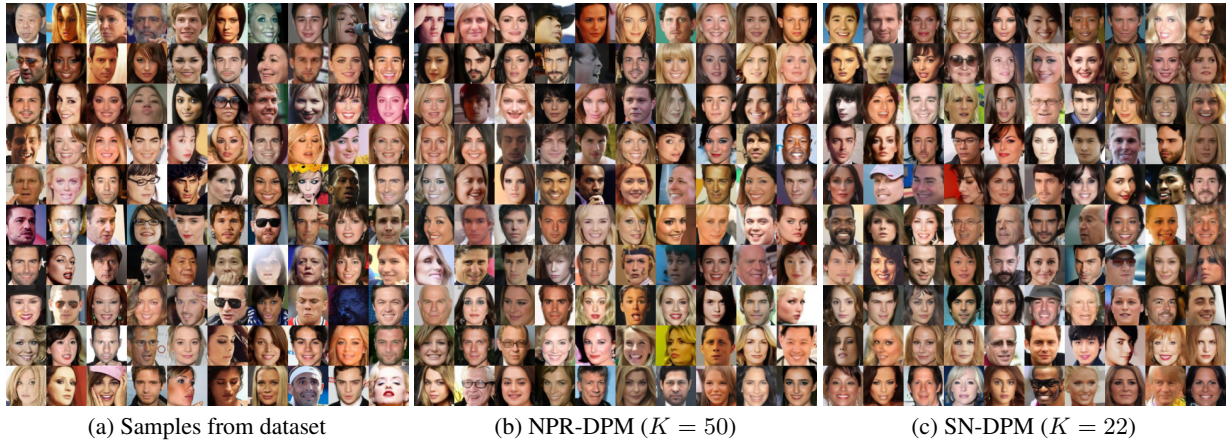 (a) Samples from dataset
(b) NPR-DPM (K = 50)
(c) SN-DPM (K = 22)